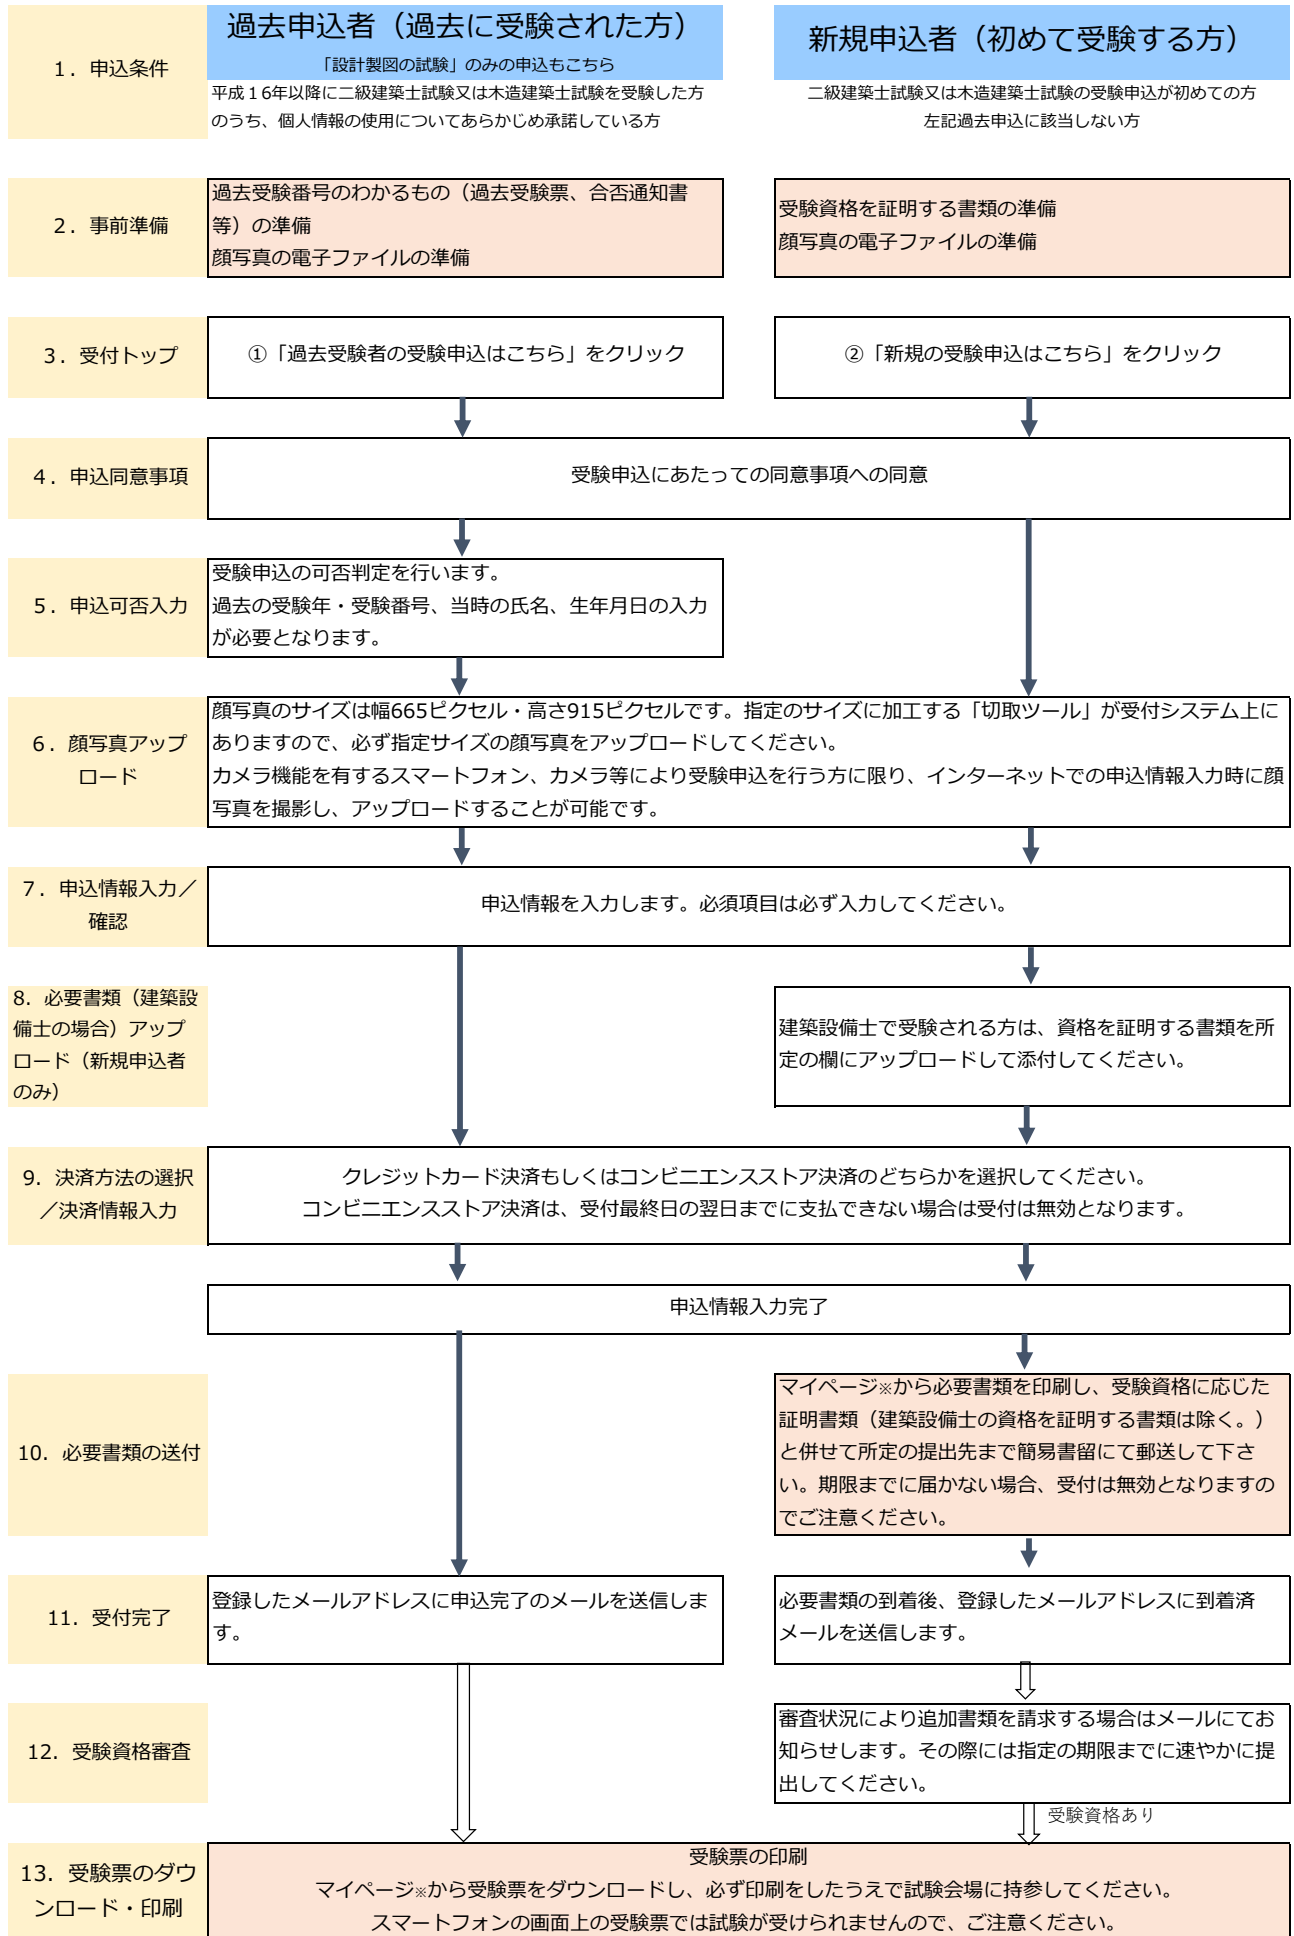 1．申込条件
過去申込者（過去に受験された方）
「設計製図の試験」のみの申込もこちら
平成１6年以降に二級建築士試験又は木造建築士試験を受験した方
のうち、個人情報の使用についてあらかじめ承諾している方
新規申込者（初めて受験する方）
二級建築士試験又は木造建築士試験の受験申込が初めての方
左記過去申込に該当しない方
2．事前準備
過去受験番号のわかるもの（過去受験票、合否通知書
等）の準備
顔写真の電子ファイルの準備
受験資格を証明する書類の準備
顔写真の電子ファイルの準備
3．受付トップ
①「過去受験者の受験申込はこちら」をクリック
②「新規の受験申込はこちら」をクリック
4．申込同意事項
受験申込にあたっての同意事項への同意
5．申込可否入力
受験申込の可否判定を行います。
過去の受験年・受験番号、当時の氏名、生年月日の入力
が必要となります。
6．顔写真アップ
ロード
顔写真のサイズは幅665ピクセル・高さ915ピクセルです。指定のサイズに加工する「切取ツール」が受付システム上に
ありますので、必ず指定サイズの顔写真をアップロードしてください。
カメラ機能を有するスマートフォン、カメラ等により受験申込を行う方に限り、インターネットでの申込情報入力時に顔
写真を撮影し、アップロードすることが可能です。
7．申込情報入力／
確認
申込情報を入力します。必須項目は必ず入力してください。
8．必要書類（建築設
備士の場合）アップ
ロード（新規申込者
のみ）
建築設備士で受験される方は、資格を証明する書類を所
定の欄にアップロードして添付してください。
9．決済方法の選択
／決済情報入力
クレジットカード決済もしくはコンビニエンスストア決済のどちらかを選択してください。
コンビニエンスストア決済は、受付最終日の翌日までに支払できない場合は受付は無効となります。
申込情報入力完了
10．必要書類の送付
マイページ※から必要書類を印刷し、受験資格に応じた
証明書類（建築設備士の資格を証明する書類は除く。）
と併せて所定の提出先まで簡易書留にて郵送して下さ
い。期限までに届かない場合、受付は無効となりますの
でご注意ください。
11．受付完了
登録したメールアドレスに申込完了のメールを送信しま
す。
必要書類の到着後、登録したメールアドレスに到着済
メールを送信します。
12．受験資格審査
審査状況により追加書類を請求する場合はメールにてお
知らせします。その際には指定の期限までに速やかに提
出してください。
受験資格あり
13．受験票のダウ
ンロード・印刷
受験票の印刷
マイページ※から受験票をダウンロードし、必ず印刷をしたうえで試験会場に持参してください。
スマートフォンの画面上の受験票では試験が受けられませんので、ご注意ください。